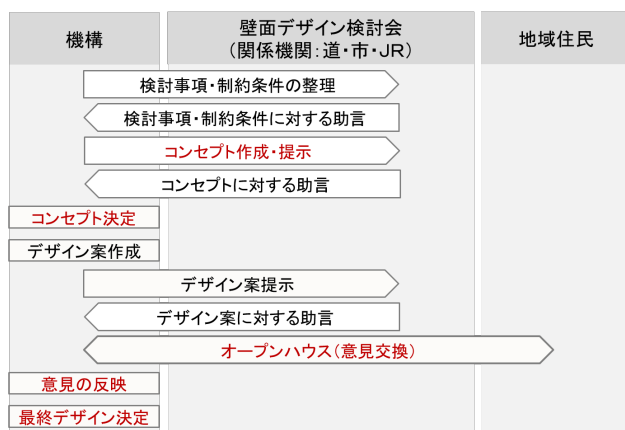 機構
壁面デザイン検討会
（関係機関：道・市・JR）
地域住民
検討事項・制約条件の整理
検討事項・制約条件に対する助言
コンセプト作成・提示
コンセプトに対する助言
コンセプト決定
デザイン案作成
デザイン案提示
デザイン案に対する助言
オープンハウス（意見交換）
意見の反映
最終デザイン決定